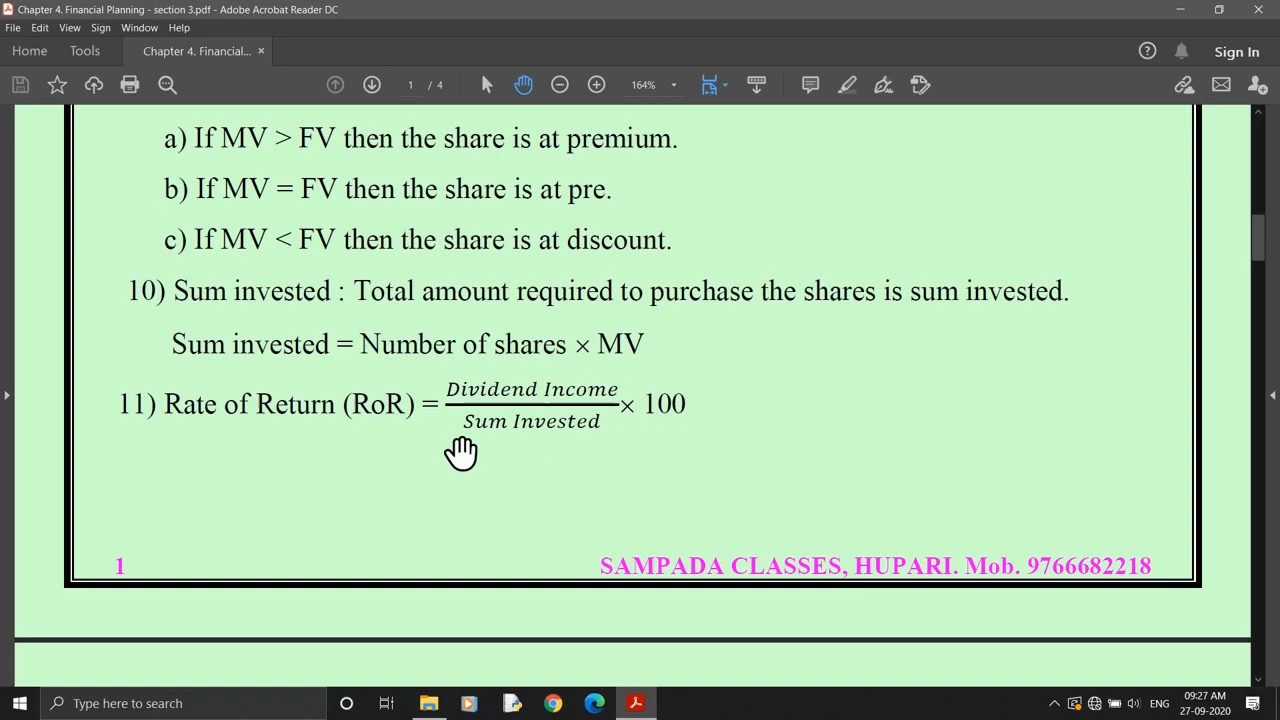 Chapter 4. Financial Planning - section 3.pdf - Adobe Acrobat Reader DC
File Edit View Sign Window Help
Home Tools Chapter 4. Financial... × Sign In
1 / 4 164%
a) If MV > FV then the share is at premium.
b) If MV = FV then the share is at pre.
c) If MV < FV then the share is at discount.
10) Sum invested : Total amount required to purchase the shares is sum invested.
Sum invested = Number of shares × MV
11) Rate of Return (RoR) = Dividend Income / Sum Invested × 100
1 SAMPADA CLASSES, HUPARI. Mob. 9766682218
Type here to search ENG 09:27 AM
27-09-2020